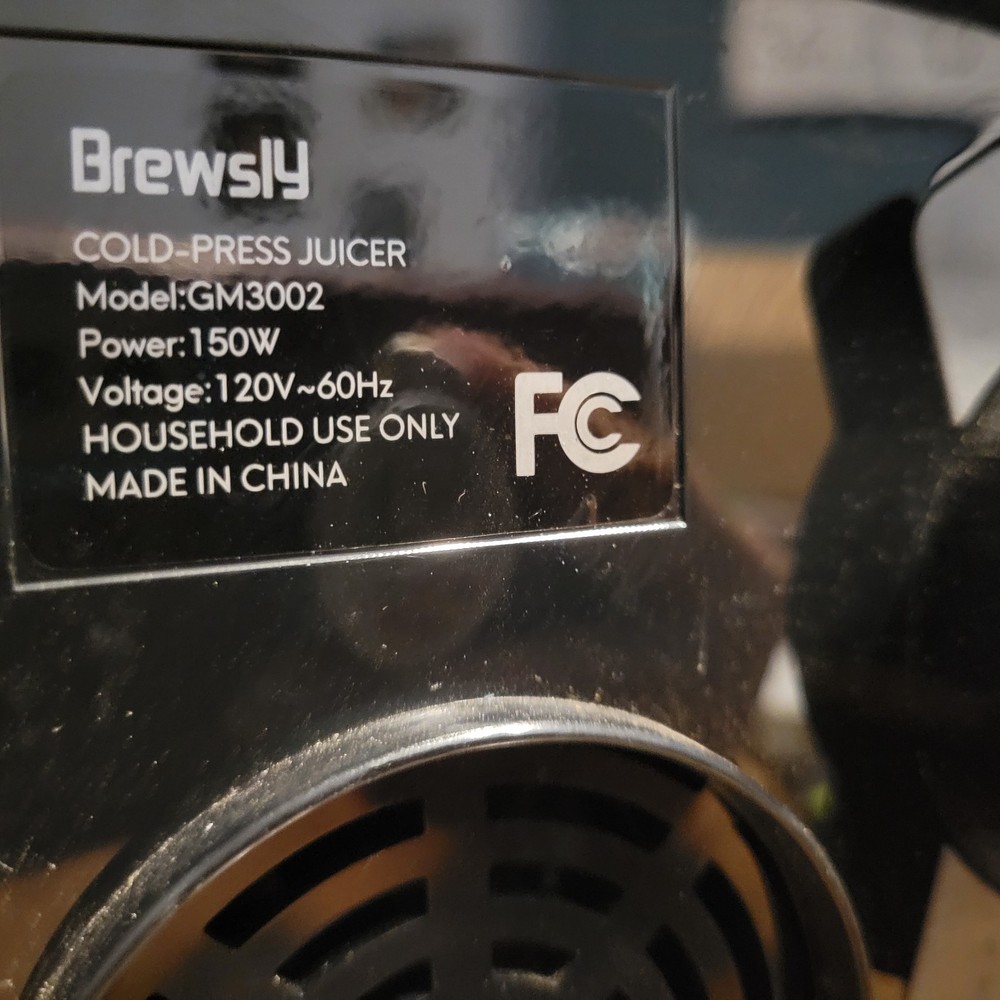 Brewsly
COLD-PRESS JUICER
Model:GM3002
Power:150W
Voltage:120V~60Hz
HOUSEHOLD USE ONLY
MADE IN CHINA
FC